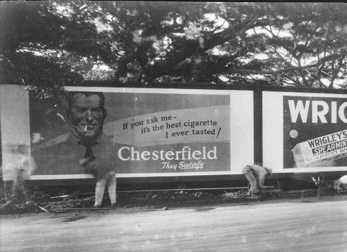 If you ask me-
it's the best cigarette
I ever tasted!
Chesterfield
They Satisfy
WRIG
WRIGLEY'S
SPEARMIN